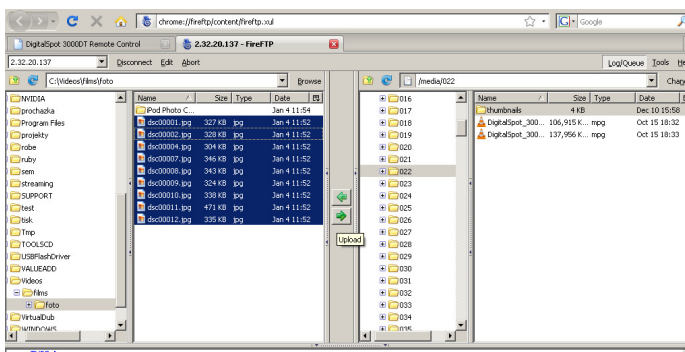 chrome://fireftp/content/fireftp.xul
Google
DigitalSpot 3000DT Remote Control
2.32.20.137 - FireFTP
2.32.20.137
Disconnect Edit Abort
Log/Queue Tools
C:\Videos\films\foto
Browse
/media/022
NVIDIA
prochazka
Program Files
projekty
robe
ruby
sem
streaming
SUPPORT
test
tisk
Tmp
TOOLSCD
USBFlashDriver
VALUEADD
Videos
films
foto
VirtualDub
WINDOWS
Name Size Type Date
iPod Photo C... Jan 4 11:54
dsc00001.jpg 327 KB jpg Jan 4 11:52
dsc00002.jpg 328 KB jpg Jan 4 11:52
dsc00004.jpg 304 KB jpg Jan 4 11:52
dsc00007.jpg 346 KB jpg Jan 4 11:52
dsc00008.jpg 343 KB jpg Jan 4 11:52
dsc00009.jpg 324 KB jpg Jan 4 11:52
dsc00010.jpg 338 KB jpg Jan 4 11:52
dsc00011.jpg 471 KB jpg Jan 4 11:52
dsc00012.jpg 335 KB jpg Jan 4 11:52
Upload
016
017
018
019
020
021
022
023
024
025
026
027
028
029
030
031
032
033
034
035
Name Size Type Date
thumbnails 4 KB Dec 10 15:58
DigitalSpot_300... 106,915 K... mpg Oct 15 18:32
DigitalSpot_300... 137,956 K... mpg Oct 15 18:33